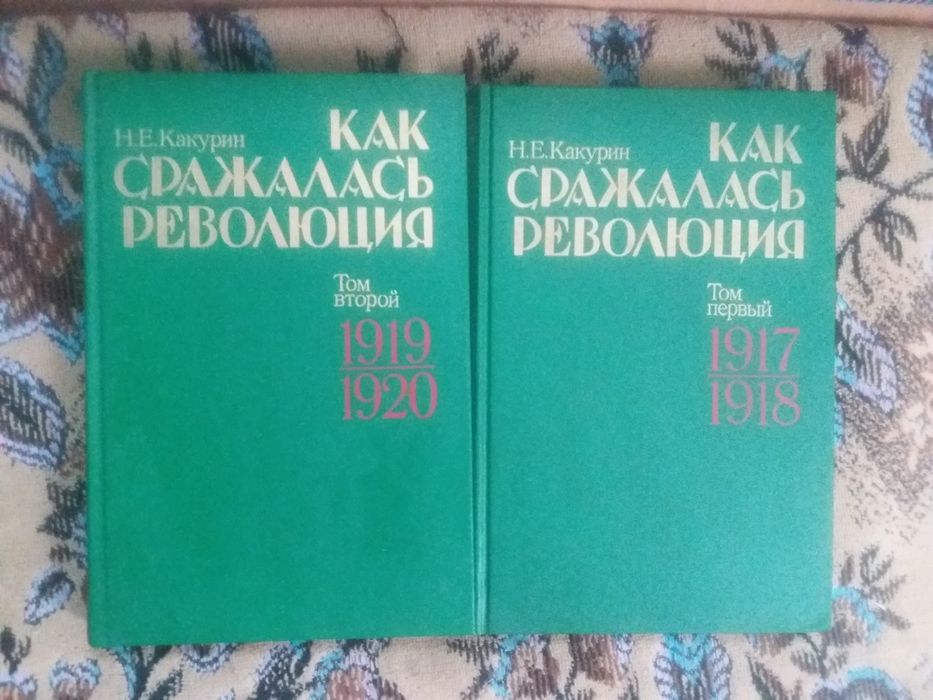 Н.Е.Какурин
КАК
СРАЖАЛАСЬ
РЕВОЛЮЦИЯ
Том
второй
1919
1920
Н.Е.Какурин
КАК
СРАЖАЛАСЬ
РЕВОЛЮЦИЯ
Том
первый
1917
1918